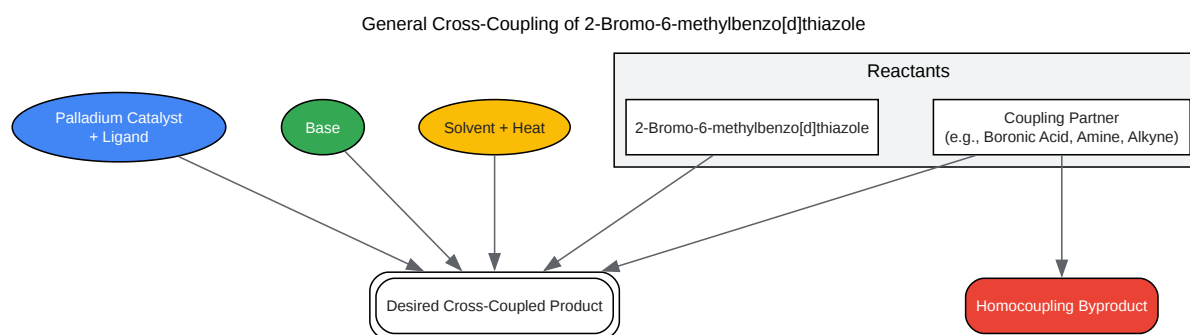 General Cross-Coupling of 2-Bromo-6-methylbenzo[d]thiazole
Reactants
Palladium Catalyst
+ Ligand
Base
Solvent + Heat
2-Bromo-6-methylbenzo[d]thiazole
Coupling Partner
(e.g., Boronic Acid, Amine, Alkyne)
Desired Cross-Coupled Product
Homocoupling Byproduct